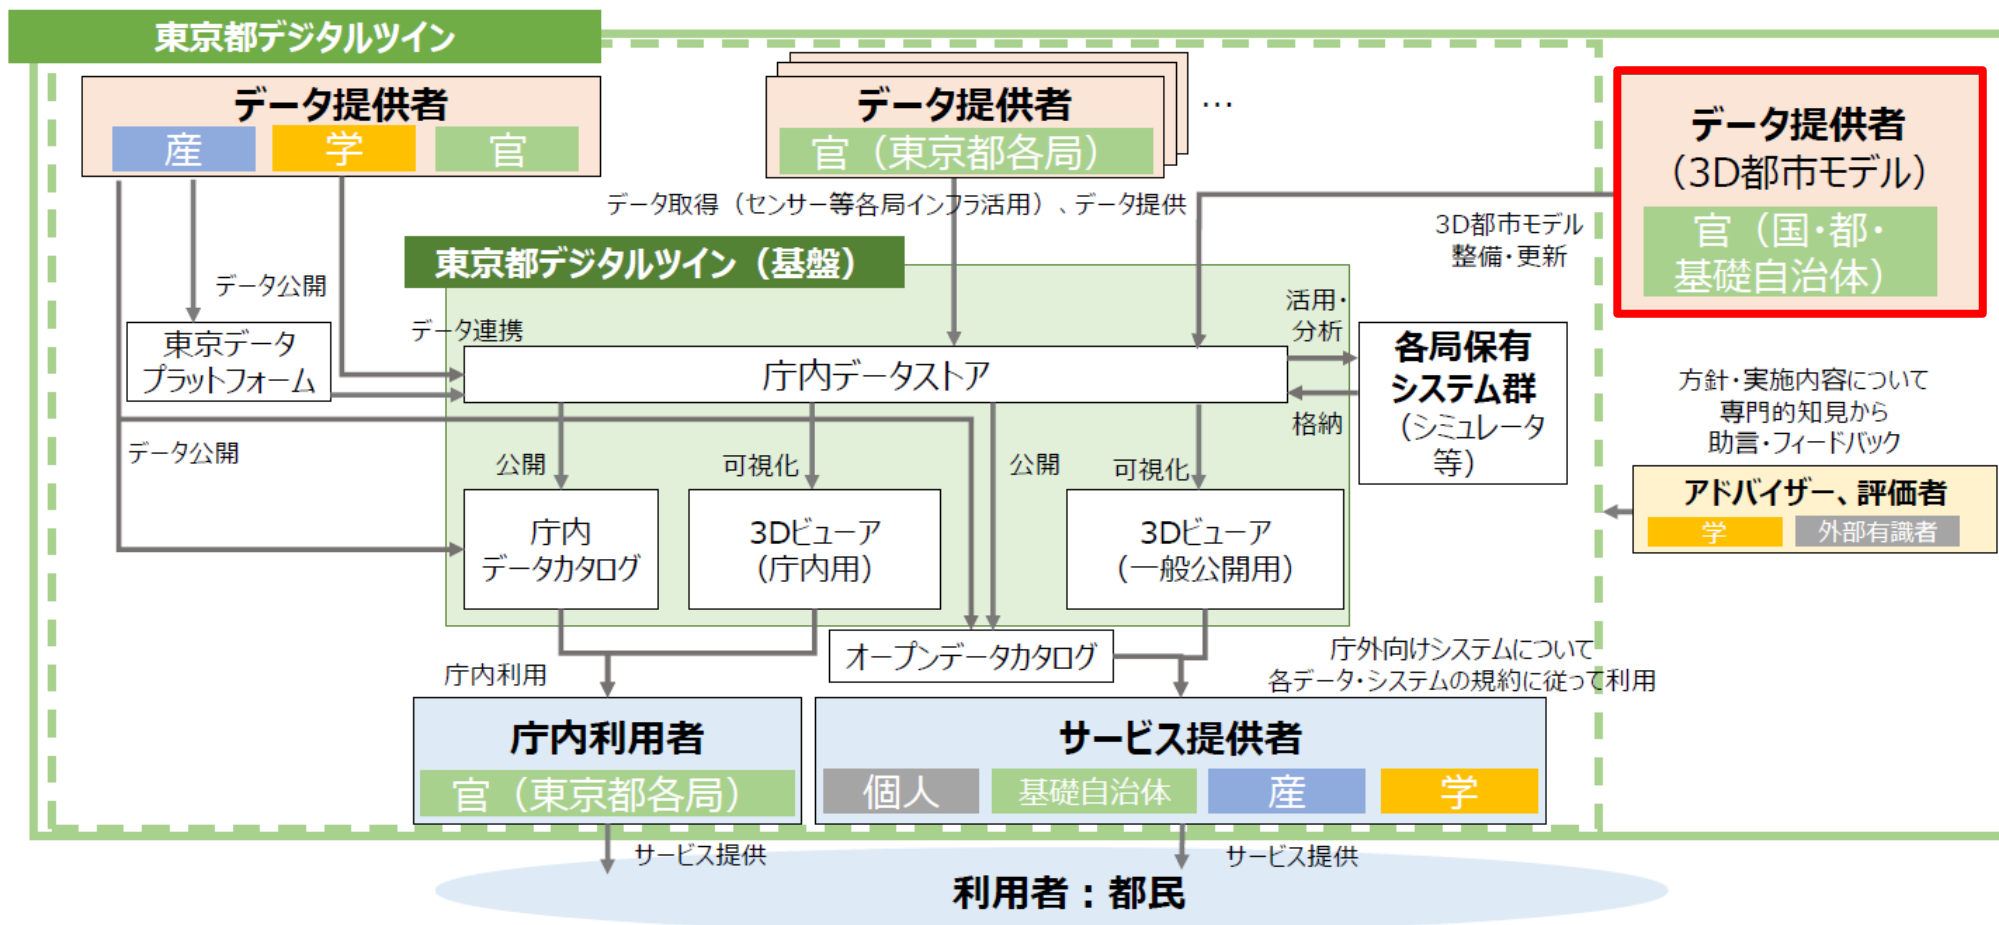 東京都デジタルツイン
データ提供者
産
学
官
データ提供者
官（東京都各局）
…
データ提供者
（3D都市モデル）
官（国・都・
基礎自治体）
データ取得（センサー等各局インフラ活用）、データ提供
3D都市モデル
整備・更新
東京都デジタルツイン（基盤）
データ公開
東京データ
プラットフォーム
データ連携
庁内データストア
活用・
分析
格納
各局保有
システム群
（シミュレータ
等）
方針・実施内容について
専門的知見から
助言・フィードバック
アドバイザー、評価者
学
外部有識者
データ公開
公開
可視化
公開
可視化
庁内
データカタログ
3Dビューア
（庁内用）
3Dビューア
（一般公開用）
オープンデータカタログ
庁内利用
庁外向けシステムについて
各データ・システムの規約に従って利用
庁内利用者
官（東京都各局）
サービス提供者
個人
基礎自治体
産
学
サービス提供
サービス提供
利用者：都民